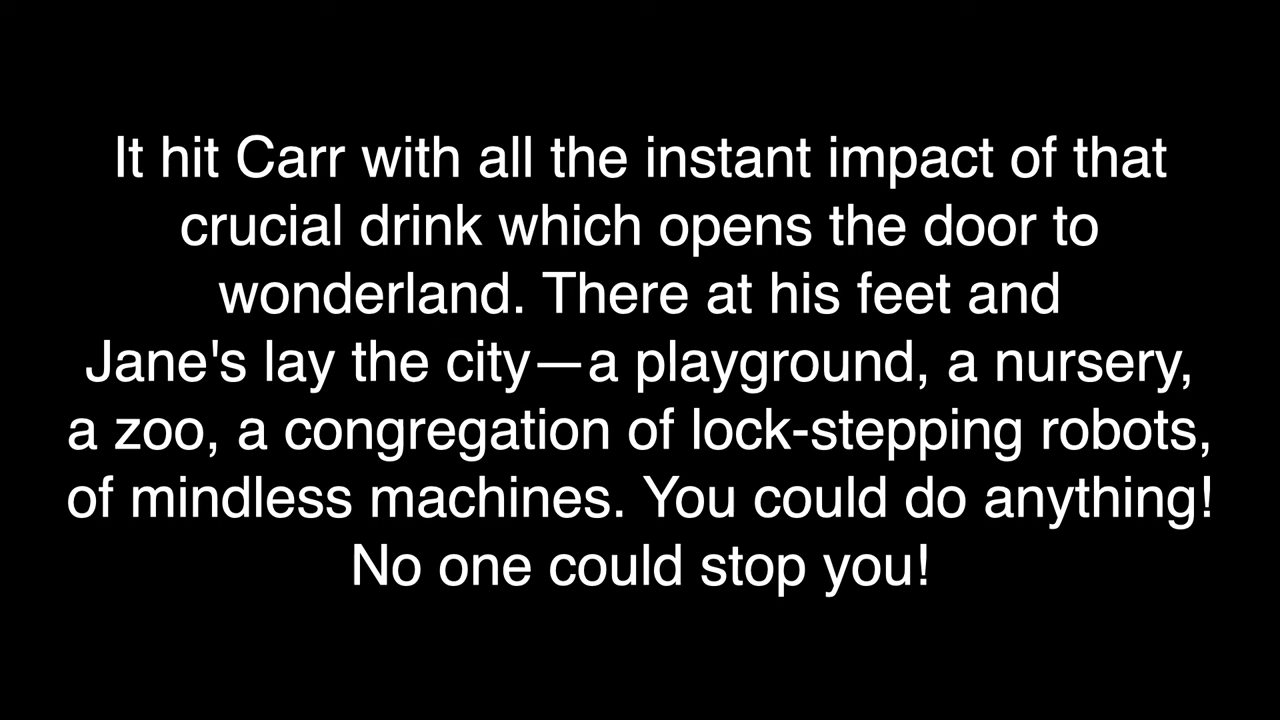 It hit Carr with all the instant impact of that
crucial drink which opens the door to
wonderland. There at his feet and
Jane's lay the city—a playground, a nursery,
a zoo, a congregation of lock-stepping robots,
of mindless machines. You could do anything!
No one could stop you!